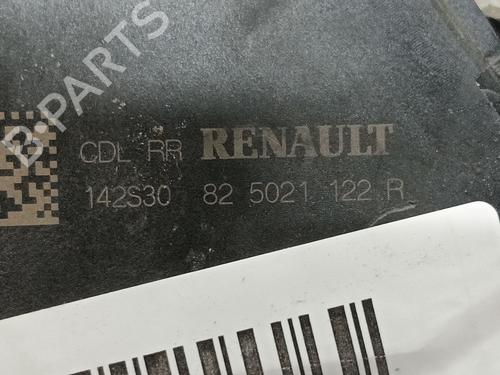 CDL RR RENAULT
142S30 82 5021 122 R
B-PARTS